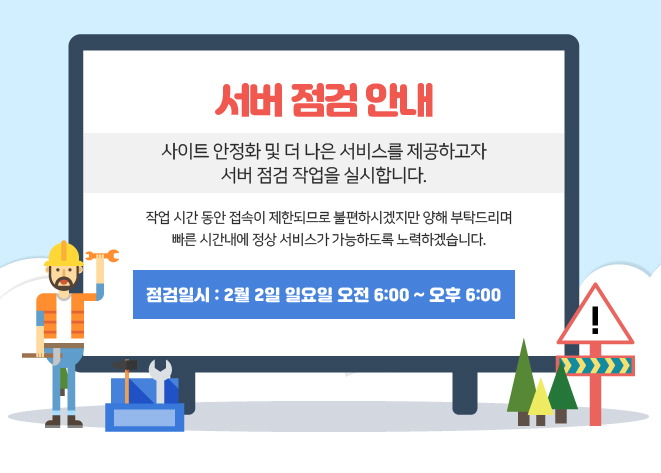 서버 점검 안내
사이트 안정화 및 더 나은 서비스를 제공하고자
서버 점검 작업을 실시합니다.
작업 시간 동안 접속이 제한되므로 불편하시겠지만 양해 부탁드리며
빠른 시간내에 정상 서비스가 가능하도록 노력하겠습니다.
점검일시 : 2월 2일 일요일 오전 6:00 ~ 오후 6:00
!